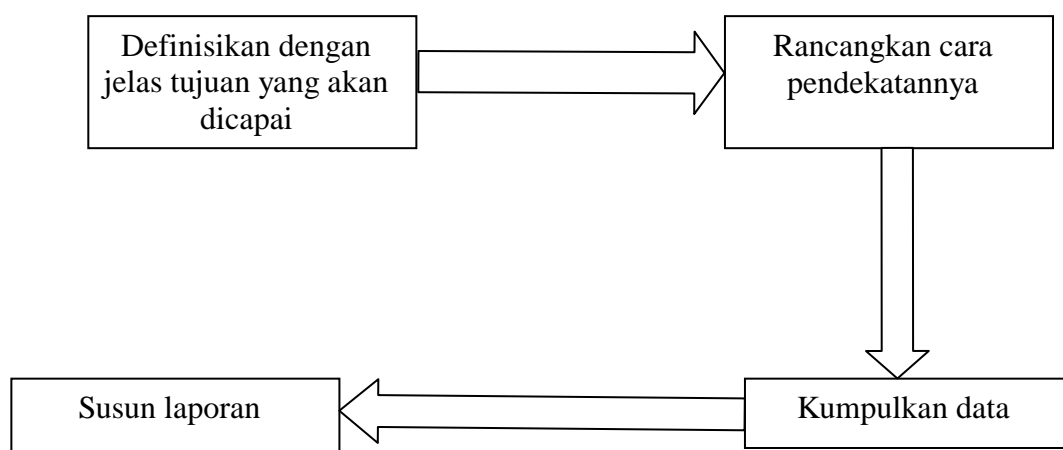 Definisikan dengan
jelas tujuan yang akan
dicapai
Rancangkan cara
pendekatannya
Kumpulkan data
Susun laporan